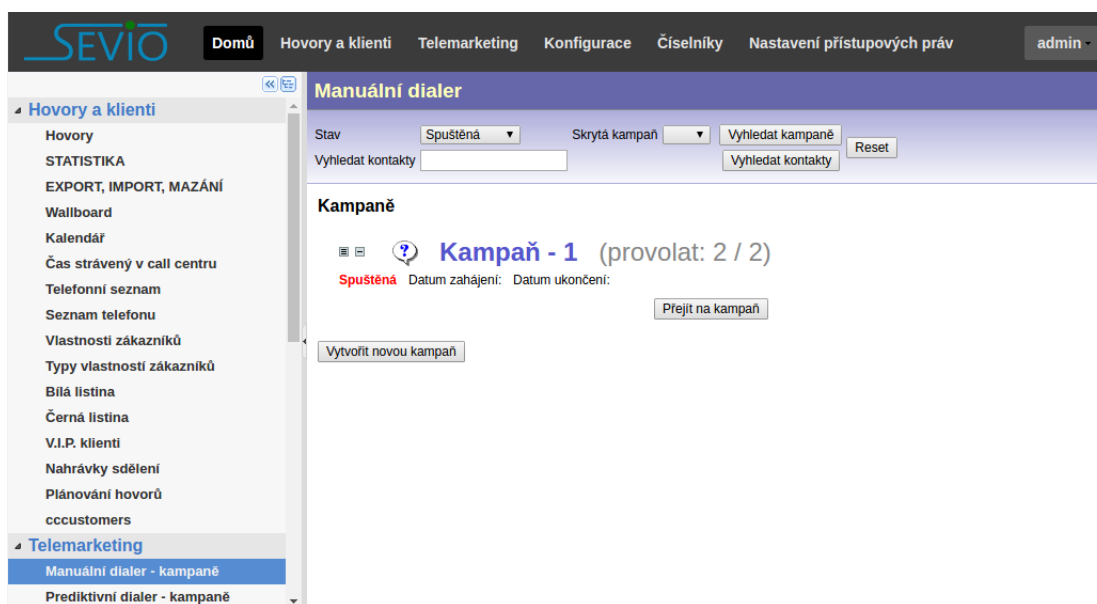 SEVIO Domů Hovory a klienti Telemarketing Konfigurace Číselníky Nastavení přístupových práv admin
Hovory a klienti
Hovory
STATISTIKA
EXPORT, IMPORT, MAZÁNÍ
Wallboard
Kalendář
Čas strávený v call centru
Telefonní seznam
Seznam telefonu
Vlastnosti zákazníků
Typy vlastností zákazníků
Bílá listina
Černá listina
V.I.P. klienti
Nahrávky sdělení
Plánování hovorů
cccustomers
Telemarketing
Manuální dialer - kampaně
Prediktivní dialer - kampaně
Manuální dialer
Stav Spuštěná Skrytá kampaň Vyhledat kampaně Reset
Vyhledat kontakty Vyhledat kontakty
Kampaně
Kampaň - 1 (provolat: 2 / 2)
Spuštěná Datum zahájení: Datum ukončení:
Přejít na kampaň
Vytvořit novou kampaň